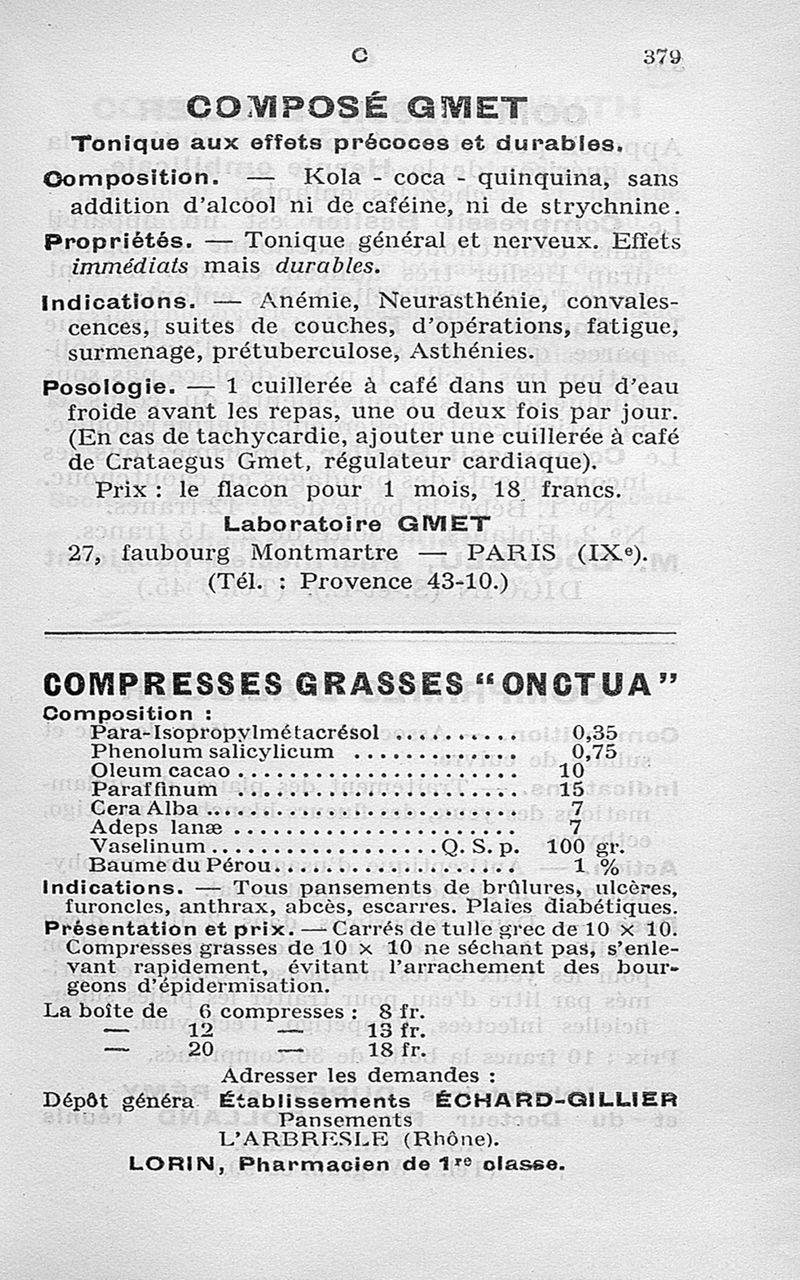 C 379
COMPOSÉ GMET
Tonique aux effets précoces et durables.
Composition. — Kola - coca - quinquina, sans
addition d'alcool ni de caféine, ni de strychnine.
Propriétés. — Tonique général et nerveux. Effets
immédiats mais durables.
Indications. — Anémie, Neurasthénie, convales-
cences, suites de couches, d'opérations, fatigue,
surmenage, prétuberculose, Asthénies.
Posologie. — 1 cuillerée à café dans un peu d'eau
froide avant les repas, une ou deux fois par jour.
(En cas de tachycardie, ajouter une cuillerée à café
de Crataegus Gmet, régulateur cardiaque).
Prix : le flacon pour 1 mois, 18 francs.
Laboratoire GMET
27, faubourg Montmartre — PARIS (IXe).
(Tél. : Provence 43-10.)
COMPRESSES GRASSES "ONCTUA"
Composition :
Para-Isopropylmétacrésol .......... 0,35
Phenolum salicylicum ............. 0,75
Oleum cacao ...................... 10
Paraffinum ....................... 15
Cera Alba ........................ 7
Adeps lanæ ...................... 7
Vaselinum .................. Q. S. p. 100 gr.
Baume du Pérou ................... 1 %
Indications. — Tous pansements de brûlures, ulcères,
furoncles, anthrax, abcès, escarres. Plaies diabétiques.
Présentation et prix. — Carrés de tulle grec de 10 × 10.
Compresses grasses de 10 × 10 ne séchant pas, s'enle-
vant rapidement, évitant l'arrachement des bour-
geons d'épidermisation.
La boîte de 6 compresses : 8 fr.
— 12 — 13 fr.
— 20 — 18 fr.
Adresser les demandes :
Dépôt généra Établissements ÉCHARD-GILLIER
Pansements
L'ARBRESLE (Rhône).
LORIN, Pharmacien de 1re classe.